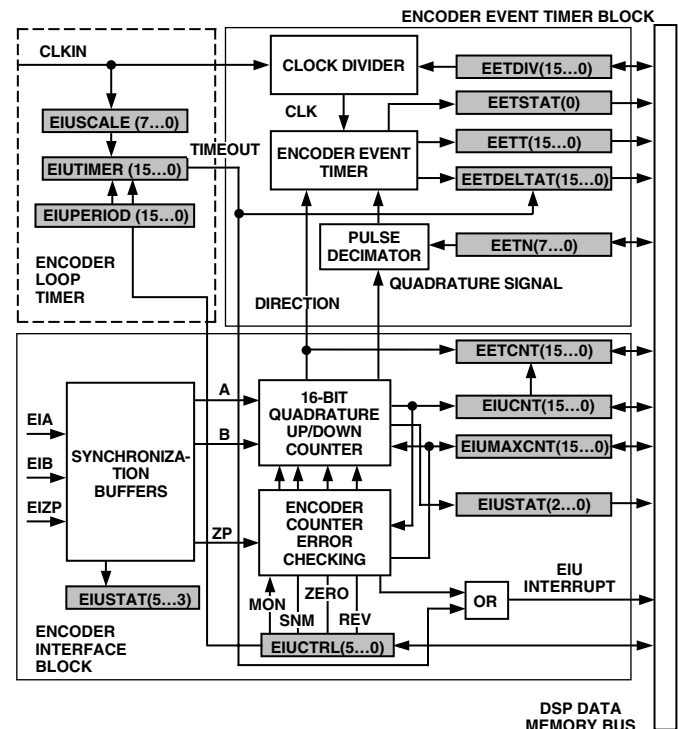 ENCODER EVENT TIMER BLOCK
CLKIN
CLOCK DIVIDER
EETDIV(15...0)
CLK
EETSTAT(0)
EIUSCALE (7...0)
ENCODER EVENT
TIMER
EETT(15...0)
TIMEOUT
EIUTIMER (15...0)
EETDELTAT(15...0)
EIUPERIOD (15...0)
PULSE
DECIMATOR
EETN(7...0)
ENCODER
LOOP
TIMER
QUADRATURE SIGNAL
DIRECTION
EETCNT(15...0)
A
16-BIT
QUADRATURE
UP/DOWN
COUNTER
EIUCNT(15...0)
EIA
B
EIUMAXCNT(15...0)
SYNCHRONIZA-
TION
BUFFERS
EIB
EIZP
ENCODER
COUNTER
ERROR
CHECKING
EIUSTAT(2...0)
ZP
EIU
INTERRUPT
EIUSTAT(5...3)
MON
SNM
ZERO
REV
OR
ENCODER
INTERFACE
BLOCK
EIUCTRL(5...0)
DSP DATA
MEMORY BUS